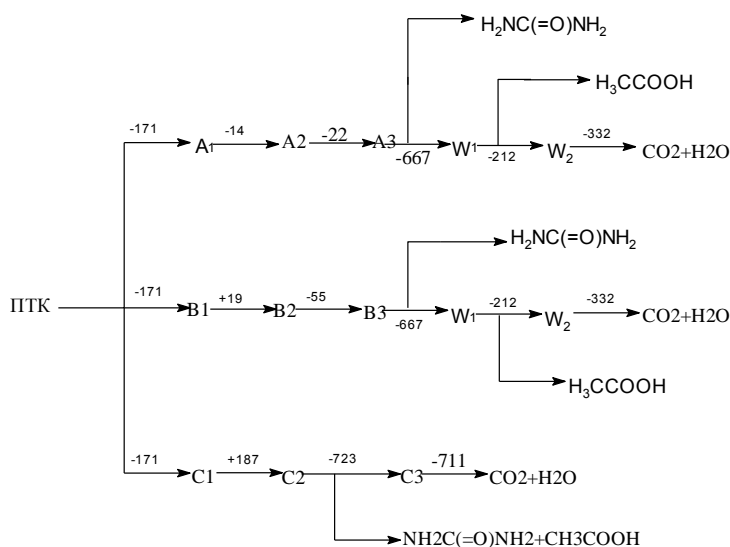 H₂NC(=O)NH₂
H₃CCOOH
-171 -14 -22 -667 -212 -332
A₁ A2 A3 W₁ W₂ CO2+H2O
H₂NC(=O)NH₂
ПТК
-171 +19 -55 -667 -212 -332
B1 B2 B3 W₁ W₂ CO2+H2O
H₃CCOOH
-171 +187 -723 -711
C1 C2 C3 CO2+H2O
NH2C(=O)NH2+CH3COOH